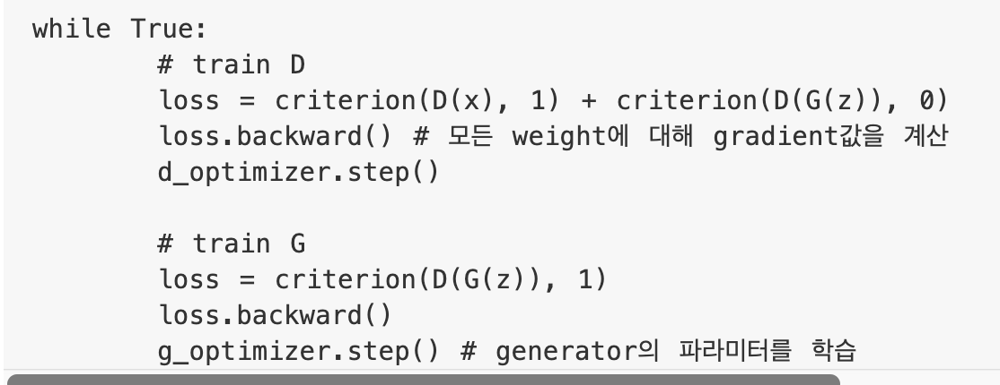 while True:
# train D
loss = criterion(D(x), 1) + criterion(D(G(z)), 0)
loss.backward() # 모든 weight에 대해 gradient값을 계산
d_optimizer.step()
# train G
loss = criterion(D(G(z)), 1)
loss.backward()
g_optimizer.step() # generator의 파라미터를 학습